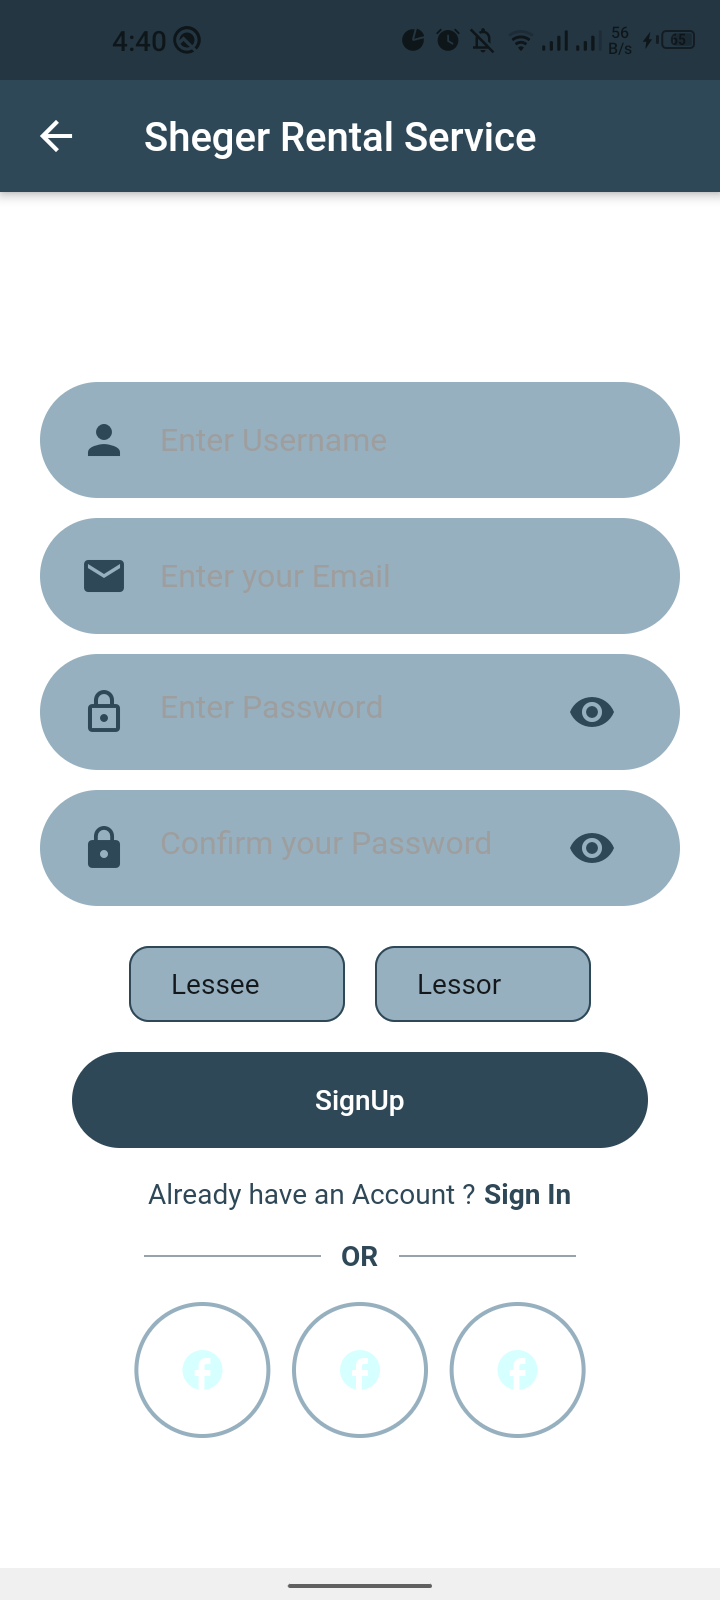 4:40
56
B/s
65
Sheger Rental Service
Enter Username
Enter your Email
Enter Password
Confirm your Password
Lessee Lessor
SignUp
Already have an Account ? Sign In
OR